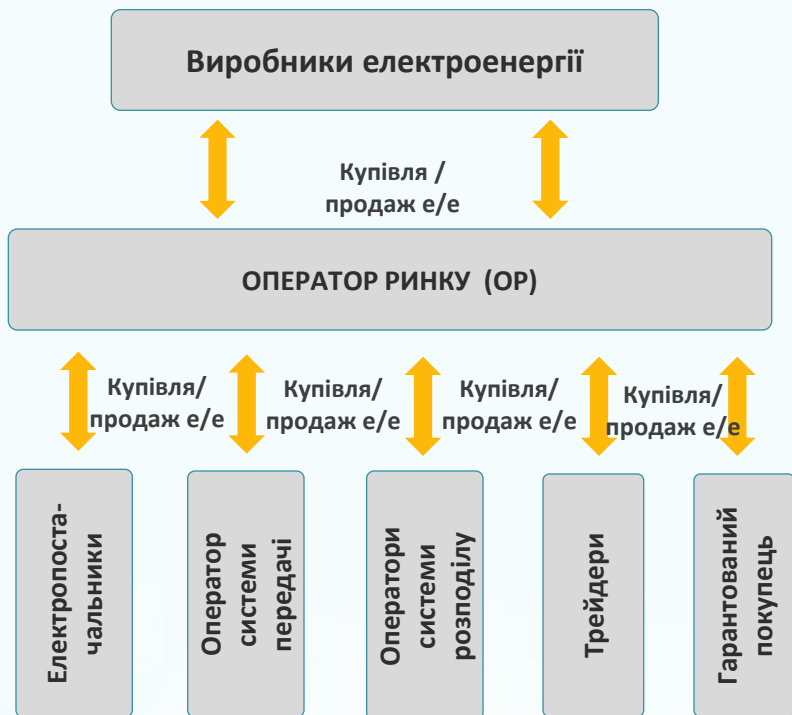 Виробники електроенергії
Купівля /
продаж е/е
ОПЕРАТОР РИНКУ (ОР)
Купівля/
продаж е/е
Купівля/
продаж е/е
Купівля/
продаж е/е
Купівля/
продаж е/е
Електропоста-
чальники
Оператор
системи
передачі
Оператори
системи
розподілу
Трейдери
Гарантований
покупець